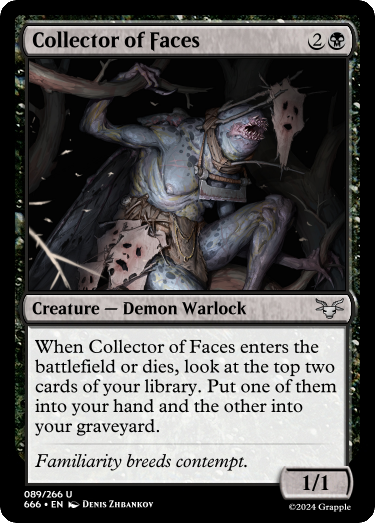 Collector of Faces 2
Creature — Demon Warlock
When Collector of Faces enters the
battlefield or dies, look at the top two
cards of your library. Put one of them
into your hand and the other into
your graveyard.
Familiarity breeds contempt.
1/1
089/266 U
666 • EN Denis Zhbankov
©2024 Grapple